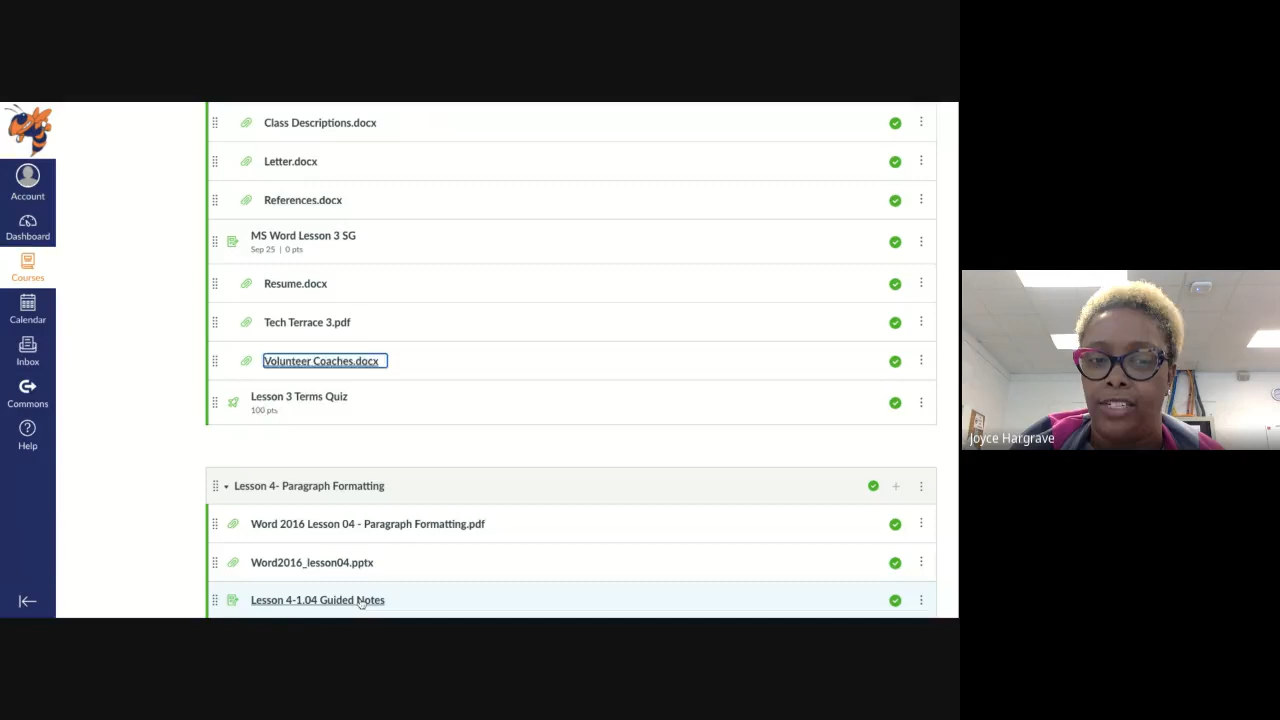 Class Descriptions.docx
Letter.docx
References.docx
MS Word Lesson 3 SG
Sep 25 | 0 pts
Resume.docx
Tech Terrace 3.pdf
Volunteer Coaches.docx
Lesson 3 Terms Quiz
100 pts
Lesson 4- Paragraph Formatting
Word 2016 Lesson 04 - Paragraph Formatting.pdf
Word2016_lesson04.pptx
Lesson 4-1.04 Guided Notes
Account
Dashboard
Courses
Calendar
Inbox
Commons
Help
Joyce Hargrave